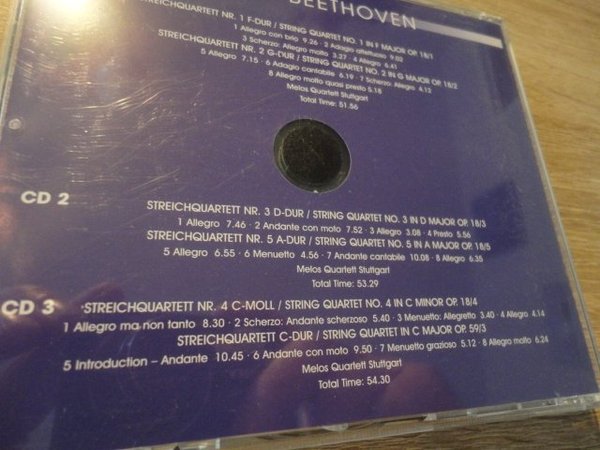 BEETHOVEN
STREICHQUARTETT NR. 1 F-DUR / STRING QUARTET NO. 1 IN F MAJOR OP. 18/1
1 Allegro con brio 9.26 · 2 Adagio affettuoso 9.02
3 Scherzo: Allegro molto 3.27 · 4 Allegro 6.41
STREICHQUARTETT NR. 2 G-DUR / STRING QUARTET NO. 2 IN G MAJOR OP. 18/2
5 Allegro 7.15 · 6 Adagio cantabile 6.19 · 7 Scherzo: Allegro 4.12
8 Allegro molto quasi presto 5.18
Melos Quartett Stuttgart
Total Time: 51.56
CD 2
STREICHQUARTETT NR. 3 D-DUR / STRING QUARTET NO. 3 IN D MAJOR OP. 18/3
1 Allegro 7.46 · 2 Andante con moto 7.52 · 3 Allegro 3.08 · 4 Presto 5.56
STREICHQUARTETT NR. 5 A-DUR / STRING QUARTET NO. 5 IN A MAJOR OP. 18/5
5 Allegro 6.55 · 6 Menuetto 4.56 · 7 Andante cantabile 10.08 · 8 Allegro 6.35
Melos Quartett Stuttgart
Total Time: 53.29
CD 3 STREICHQUARTETT NR. 4 C-MOLL / STRING QUARTET NO. 4 IN C MINOR OP. 18/4
1 Allegro ma non tanto 8.30 · 2 Scherzo: Andante scherzoso 5.40 · 3 Menuetto: Allegretto 3.40 · 4 Allegro 4.14
STREICHQUARTETT C-DUR / STRING QUARTET IN C MAJOR OP. 59/3
5 Introduction – Andante 10.45 · 6 Andante con moto 9.50 · 7 Menuetto grazioso 5.12 · 8 Allegro molto 6.24
Melos Quartett Stuttgart
Total Time: 54.30